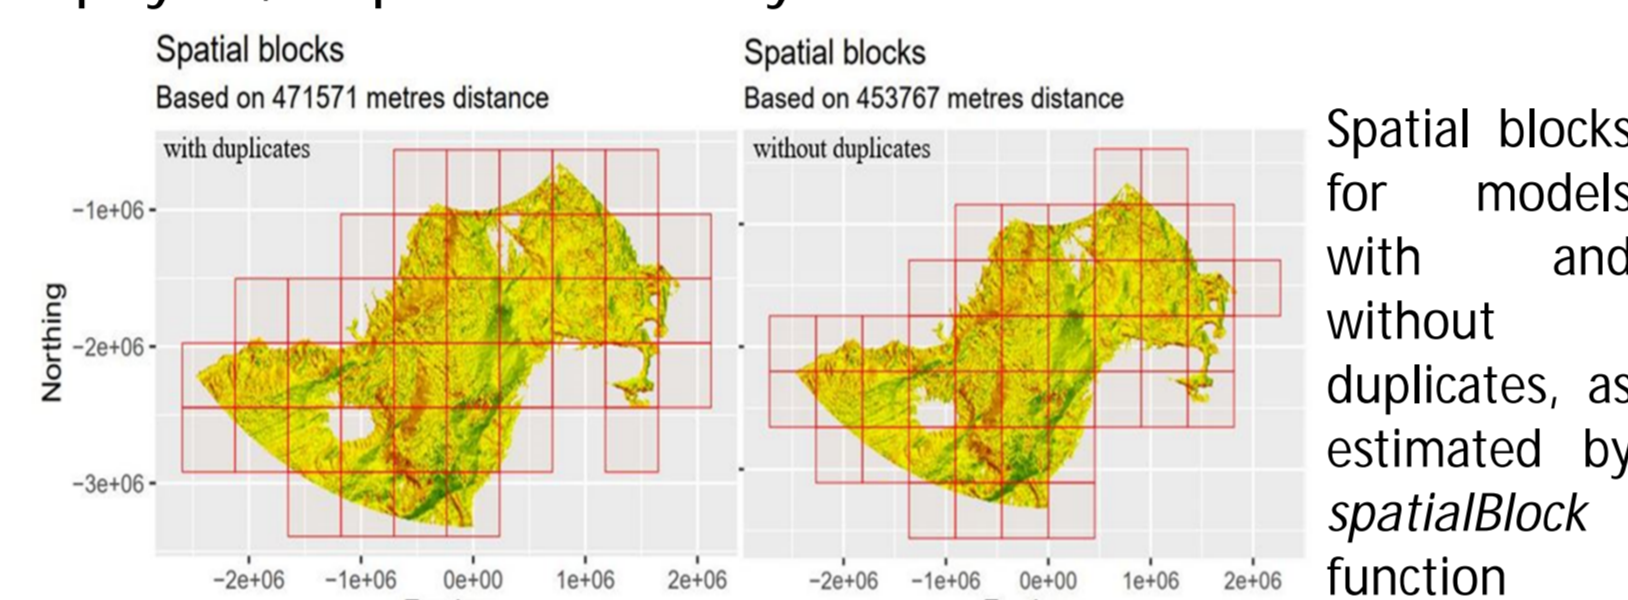 Spatial blocks
Based on 471571 metres distance
with duplicates
Northing
−1e+06
−2e+06
−3e+06
−2e+06 −1e+06 0e+00 1e+06 2e+06
Spatial blocks
Based on 453767 metres distance
without duplicates
−2e+06 −1e+06 0e+00 1e+06 2e+06
Spatial blocks
for models
with and
without
duplicates, as
estimated by
spatialBlock
function